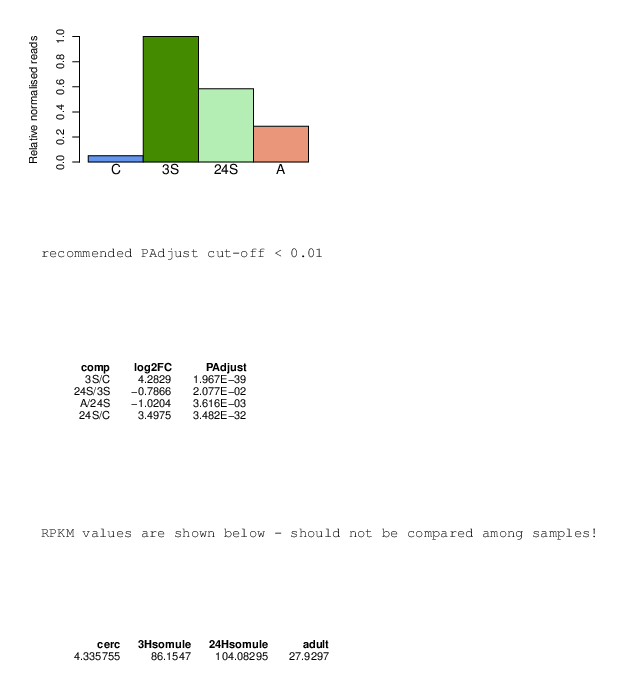 Relative normalised reads
1.0
0.8
0.6
0.4
0.2
0.0
C 3S 24S A
recommended PAdjust cut-off < 0.01
comp log2FC PAdjust
3S/C 4.2829 1.967E−39
24S/3S −0.7866 2.077E−02
A/24S −1.0204 3.616E−03
24S/C 3.4975 3.482E−32
RPKM values are shown below - should not be compared among samples!
cerc 3Hsomule 24Hsomule adult
4.335755 86.1547 104.08295 27.9297